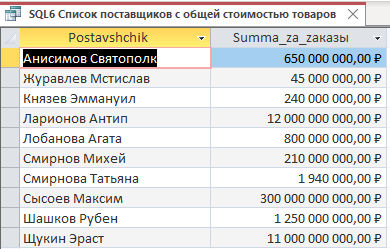 SQL6 Список поставщиков с общей стоимостью товаров
Postavshchik Summa_za_zаказы
Анисимов Святополк 650 000 000,00 ₽
Журавлев Мстислав 45 000 000,00 ₽
Князев Эммануил 240 000 000,00 ₽
Ларионов Антип 12 000 000 000,00 ₽
Лобанова Агата 800 000 000,00 ₽
Смирнов Михей 210 000 000,00 ₽
Смирнова Татьяна 1 940 000,00 ₽
Сысоев Максим 300 000 000 000,00 ₽
Шашков Рубен 1 250 000 000,00 ₽
Щукин Эраст 11 000 000 000,00 ₽